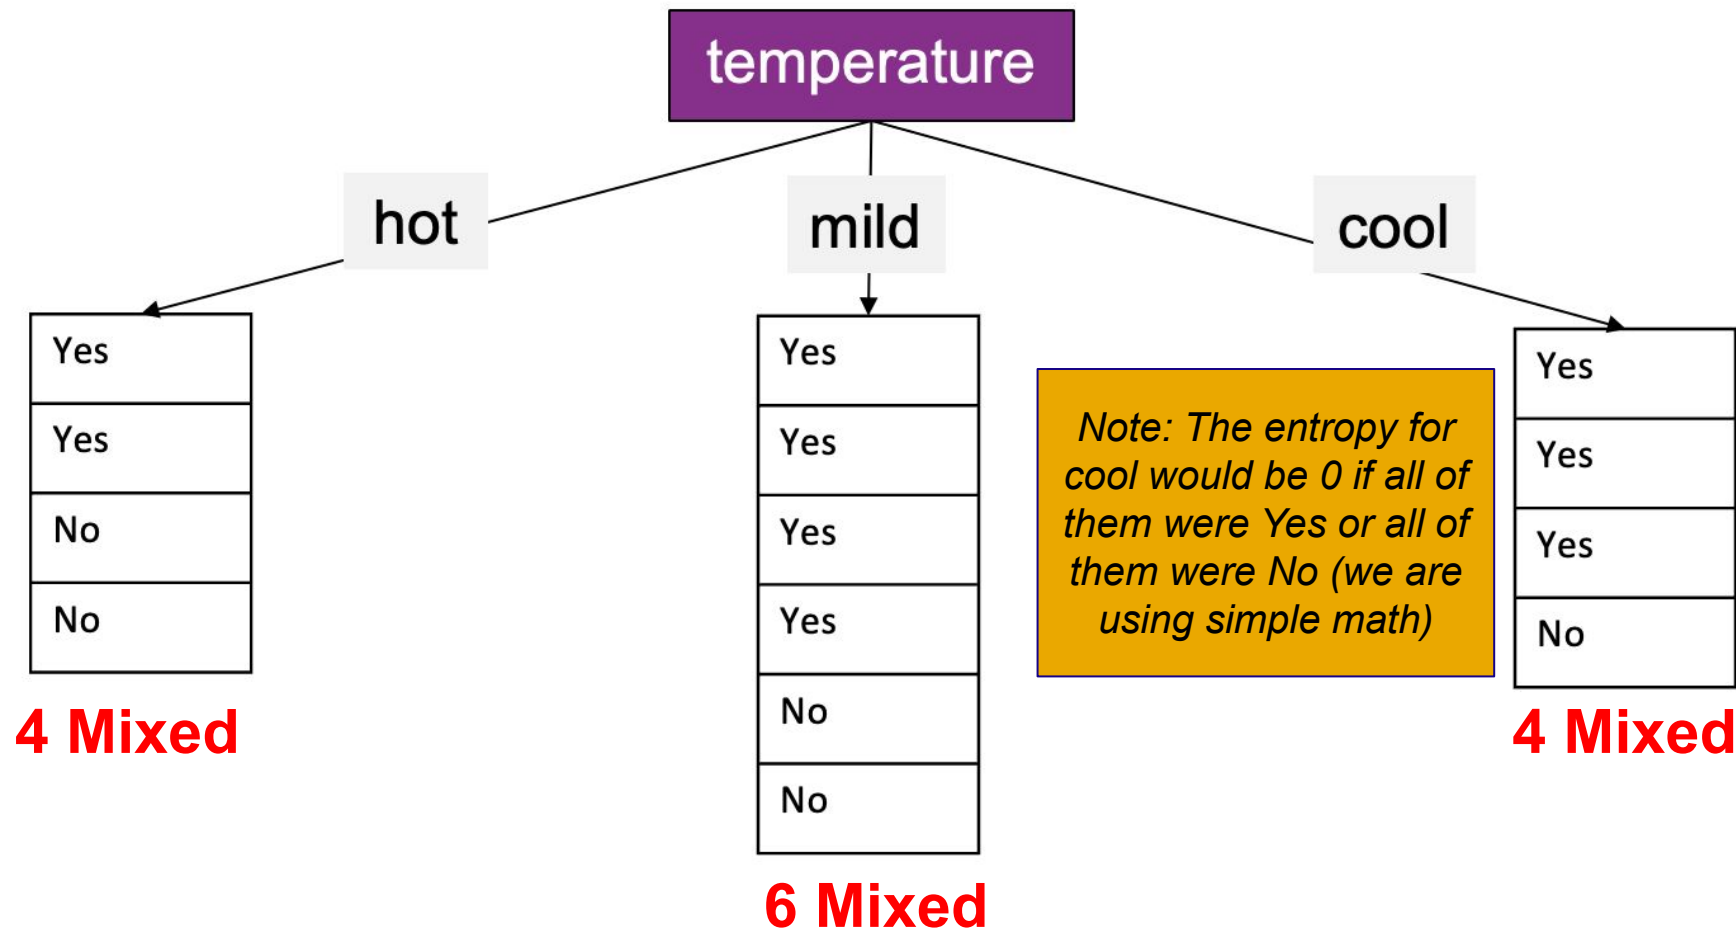 temperature
hot
mild
cool
Yes
Yes
No
No
4 Mixed
Yes
Yes
Yes
Yes
No
No
6 Mixed
Note: The entropy for
cool would be 0 if all of
them were Yes or all of
them were No (we are
using simple math)
Yes
Yes
Yes
No
4 Mixed